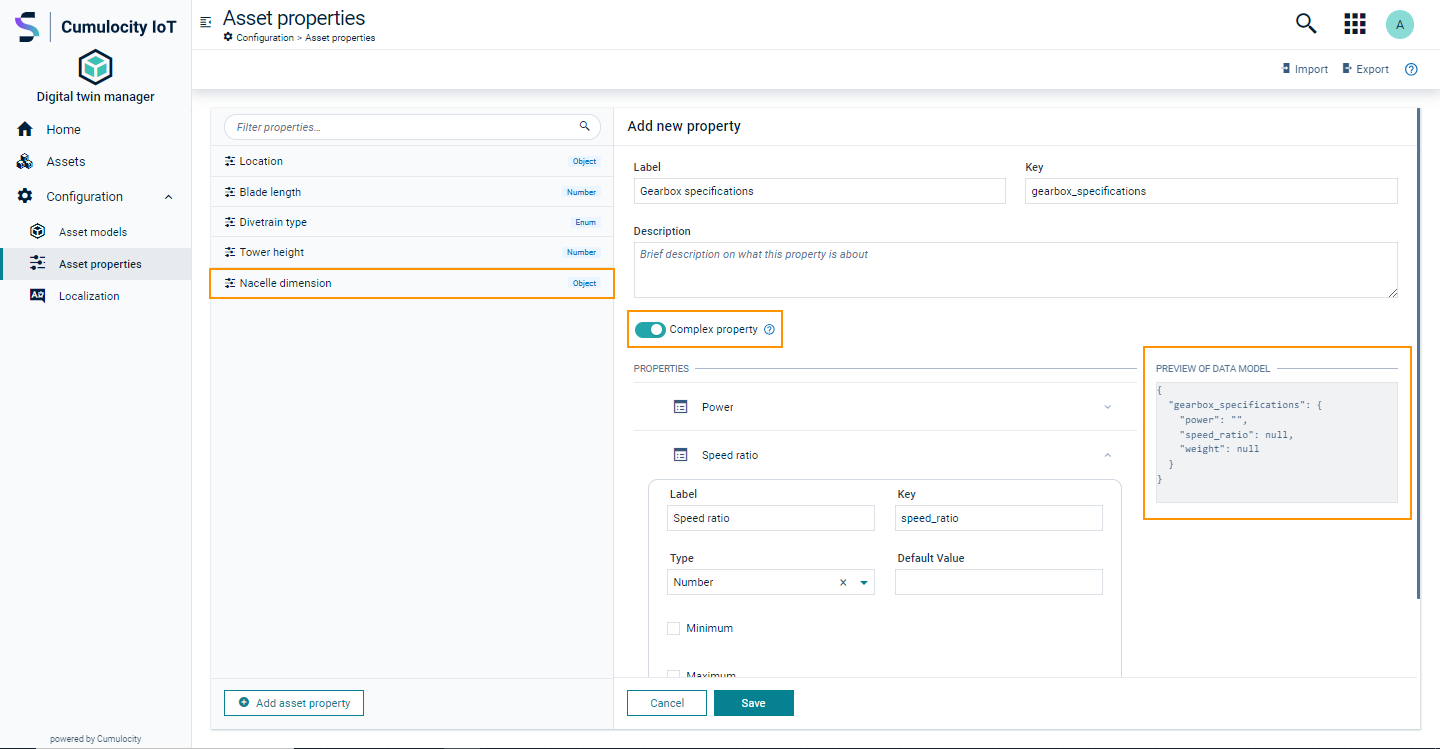 Cumulocity IoT
Digital twin manager
Home
Assets
Configuration
Asset models
Asset properties
Localization
powered by Cumulocity
Asset properties
Configuration > Asset properties
A
Import
Export
Filter properties...
Location Object
Blade length Number
Divetrain type Enum
Tower height Number
Nacelle dimension Object
Add asset property
Add new property
Label Key
Gearbox specifications gearbox_specifications
Description
Brief description on what this property is about
Complex property
PROPERTIES
Power
Speed ratio
Label Key
Speed ratio speed_ratio
Type Default Value
Number
Minimum
Maximum
PREVIEW OF DATA MODEL
{
"gearbox_specifications": {
"power": "",
"speed_ratio": null,
"weight": null
}
}
Cancel Save